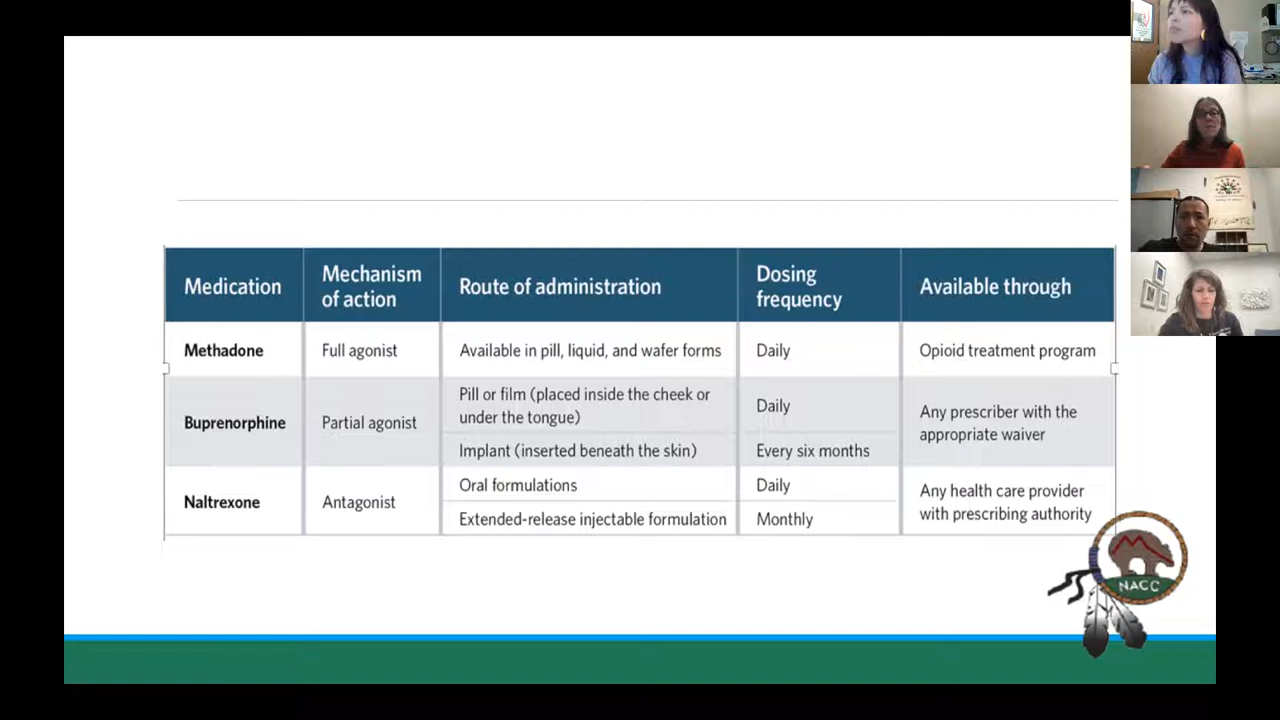 Medication
Mechanism
of action
Route of administration
Dosing
frequency
Available through
Methadone
Full agonist
Available in pill, liquid, and wafer forms
Daily
Opioid treatment program
Buprenorphine
Partial agonist
Pill or film (placed inside the cheek or
under the tongue)
Daily
Implant (inserted beneath the skin)
Every six months
Any prescriber with the
appropriate waiver
Naltrexone
Antagonist
Oral formulations
Daily
Extended-release injectable formulation
Monthly
Any health care provider
with prescribing authority
NACC